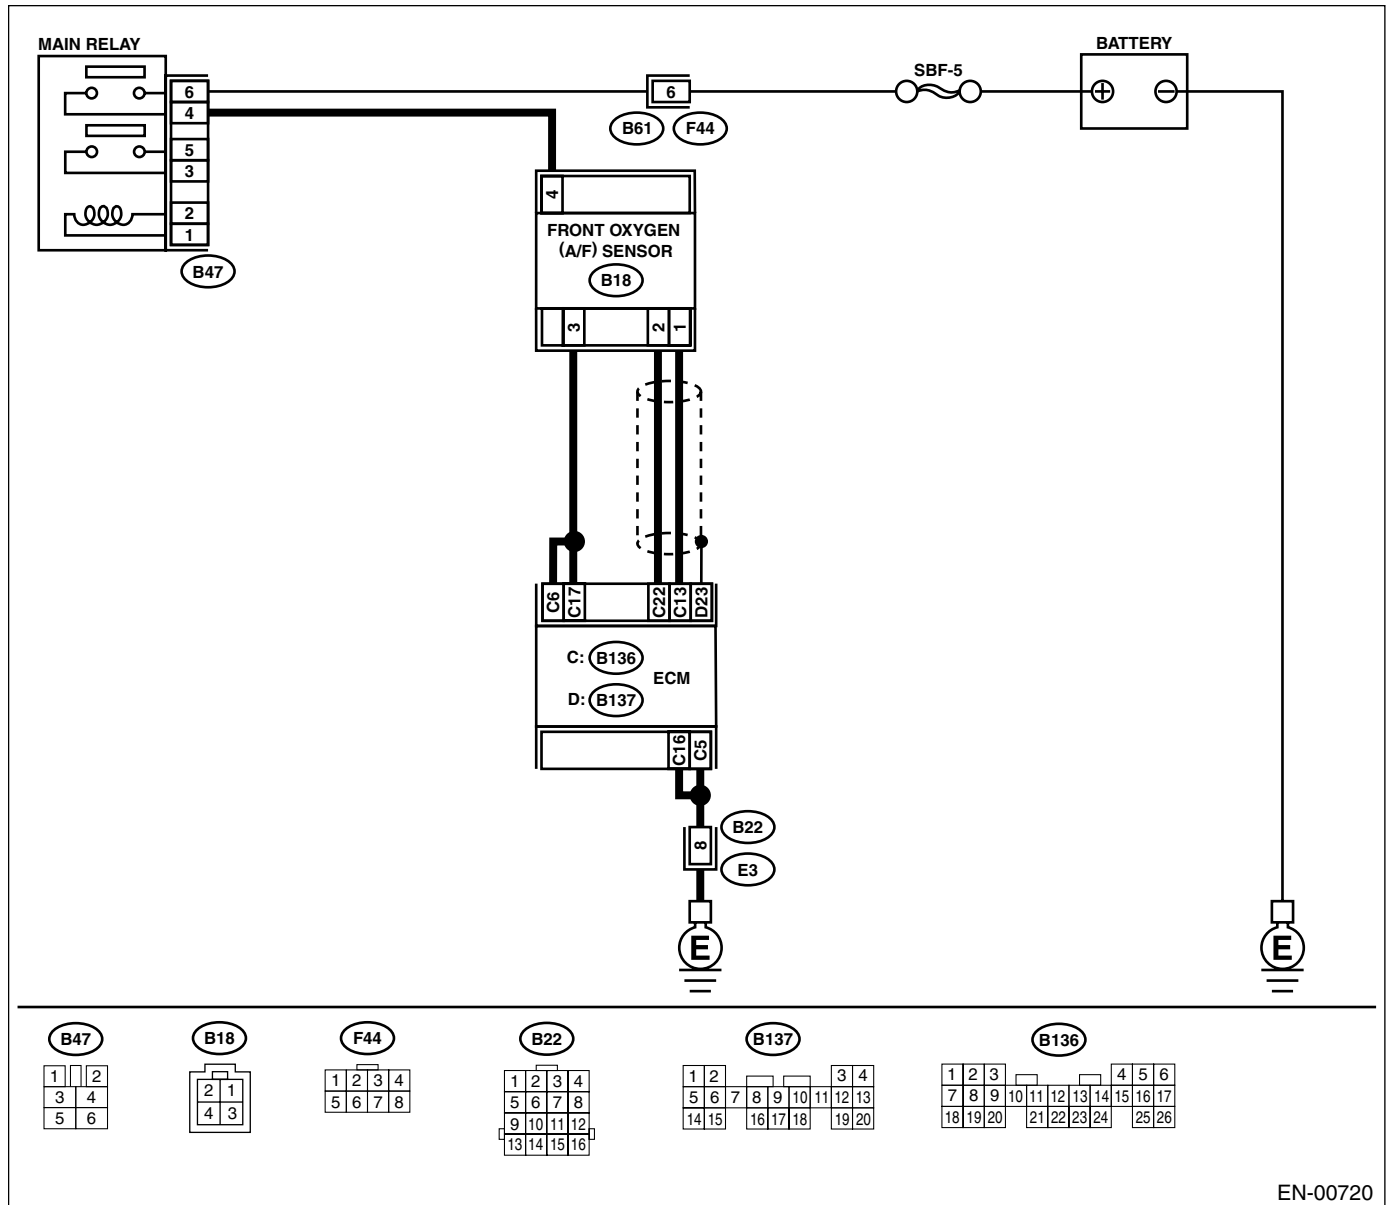 MAIN RELAY
BATTERY
SBF-5
6
4
5
3
2
1
B47
6
B61 F44
4
FRONT OXYGEN
(A/F) SENSOR
B18
3 2 1
C6 C17 C22 C13 D23
C: B136
ECM
D: B137
C16 C5
8
B22
E3
E
E
B47
1 2
3 4
5 6
B18
2 1
4 3
F44
1 2 3 4
5 6 7 8
B22
1 2 3 4
5 6 7 8
9 10 11 12
13 14 15 16
B137
1 2 3 4
5 6 7 8 9 10 11 12 13
14 15 16 17 18 19 20
B136
1 2 3 4 5 6
7 8 9 10 11 12 13 14 15 16 17
18 19 20 21 22 23 24 25 26
EN-00720